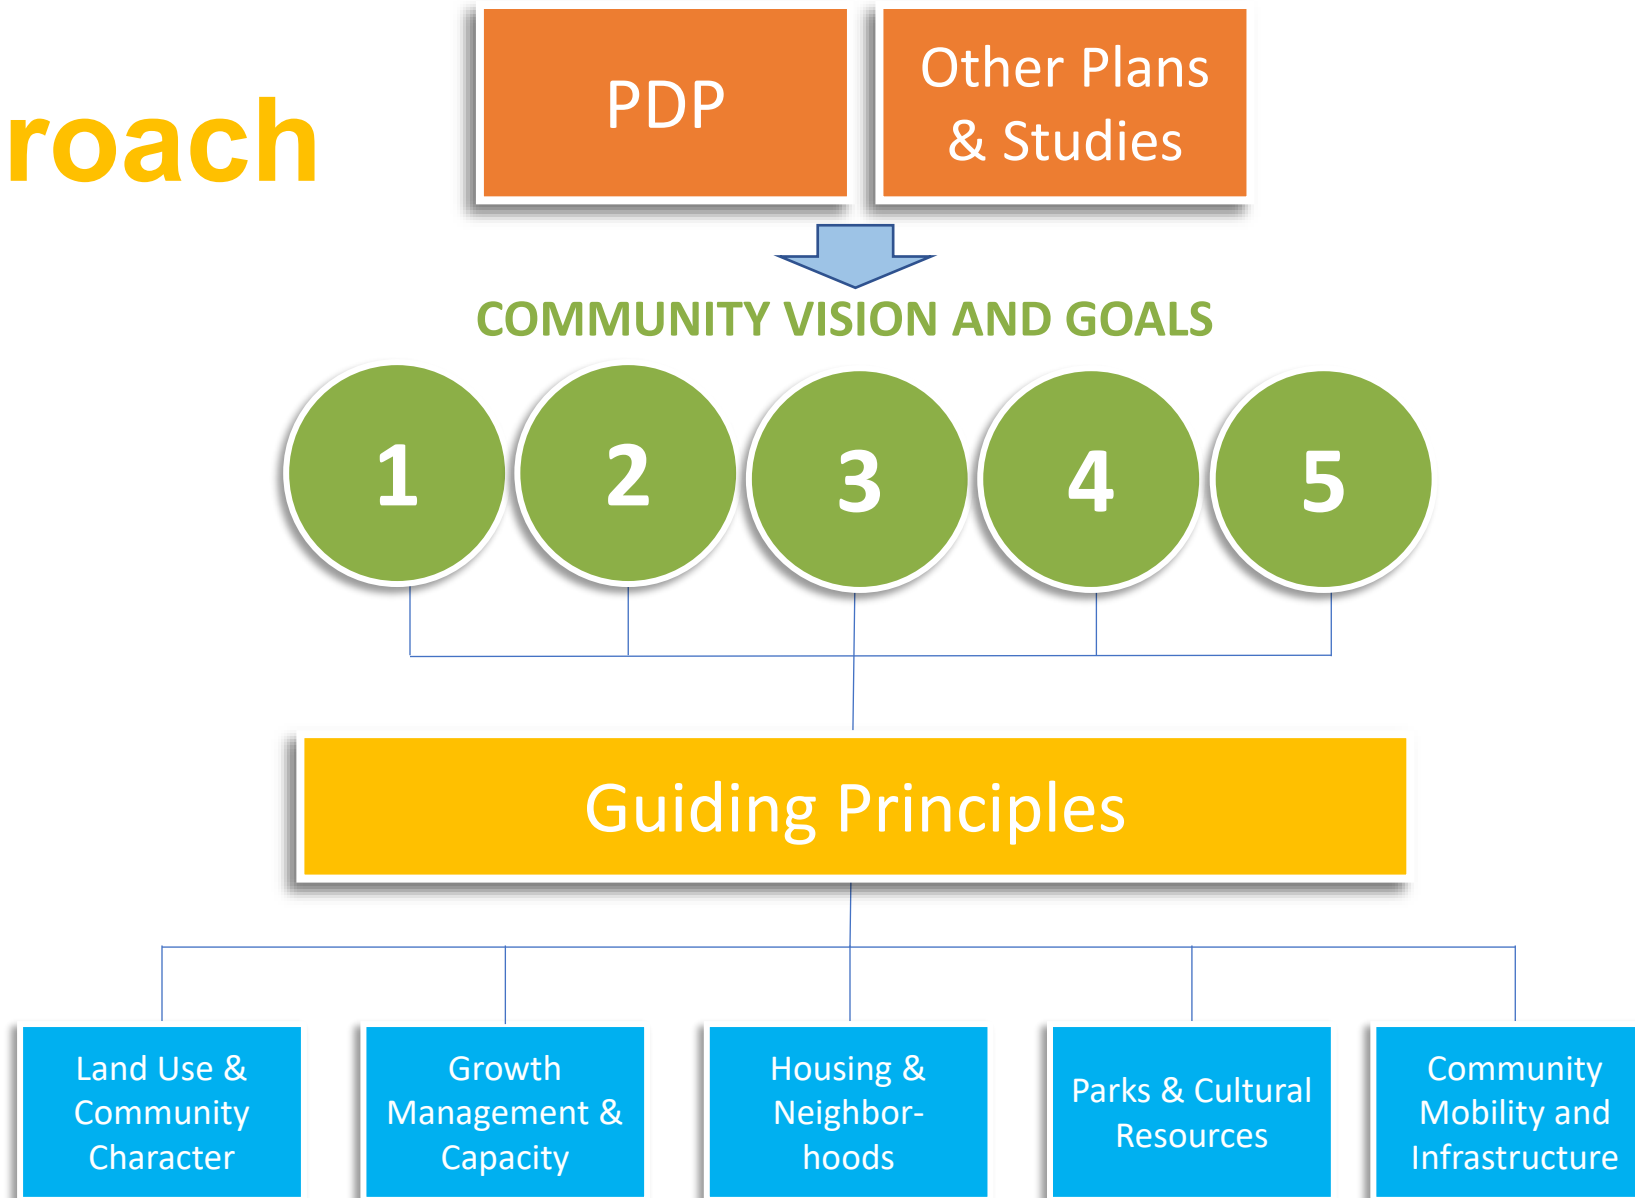 roach
PDP
Other Plans
& Studies
COMMUNITY VISION AND GOALS
1
2
3
4
5
Guiding Principles
Land Use &
Community
Character
Growth
Management &
Capacity
Housing &
Neighbor-
hoods
Parks & Cultural
Resources
Community
Mobility and
Infrastructure